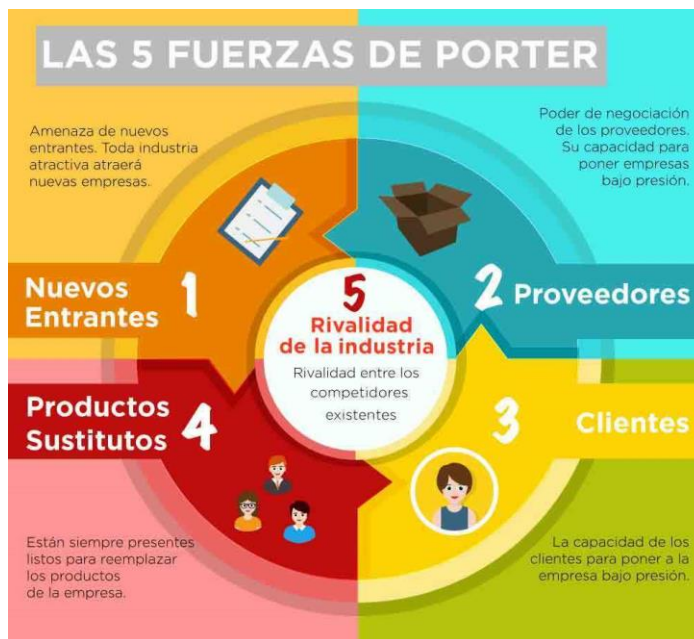 LAS 5 FUERZAS DE PORTER
Amenaza de nuevos
entrantes. Toda industria
atractiva atraerá
nuevas empresas.
Poder de negociación
de los proveedores.
Su capacidad para
poner empresas
bajo presión.
1
Nuevos
Entrantes
2 Proveedores
5
Rivalidad
de la industria
Rivalidad entre los
competidores
existentes
3 Clientes
La capacidad de los
clientes para poner a la
empresa bajo presión.
4
Productos
Sustitutos
Están siempre presentes
listos para reemplazar
los productos
de la empresa.